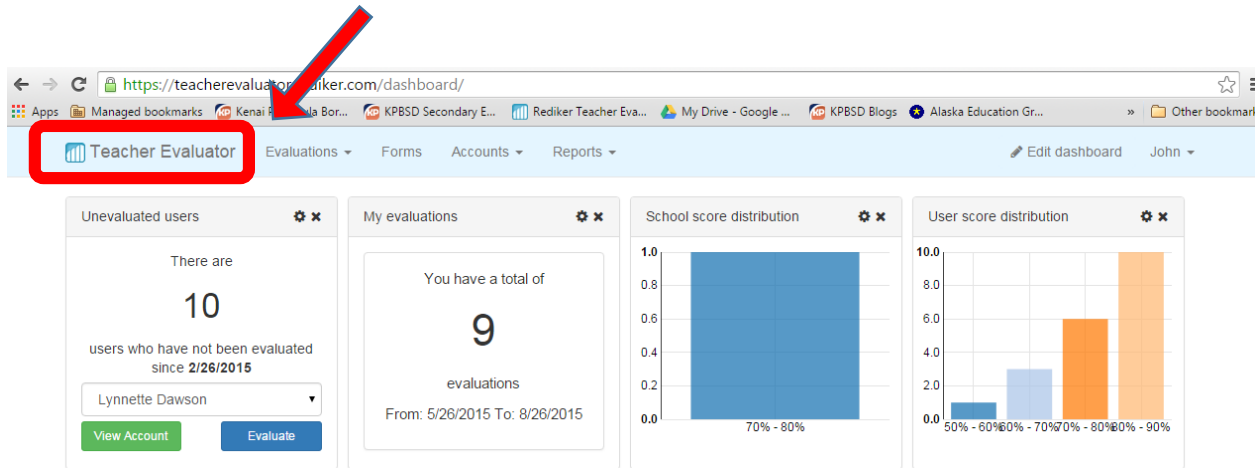 https://teacherevaluator.rediker.com/dashboard/
Apps Managed bookmarks Kenai Bor... KPBSD Secondary E... Rediker Teacher Eva... My Drive - Google ... KPBSD Blogs Alaska Education Gr... » Other bookmark
Teacher Evaluator Evaluations Forms Accounts Reports Edit dashboard John
Unevaluated users
There are
10
users who have not been evaluated
since 2/26/2015
Lynnette Dawson
View Account Evaluate
My evaluations
You have a total of
9
evaluations
From: 5/26/2015 To: 8/26/2015
School score distribution
1.0
0.8
0.6
0.4
0.2
0.0
70% - 80%
User score distribution
10.0
8.0
6.0
4.0
2.0
0.0
50% - 60% 60% - 70% 70% - 80% 80% - 90%